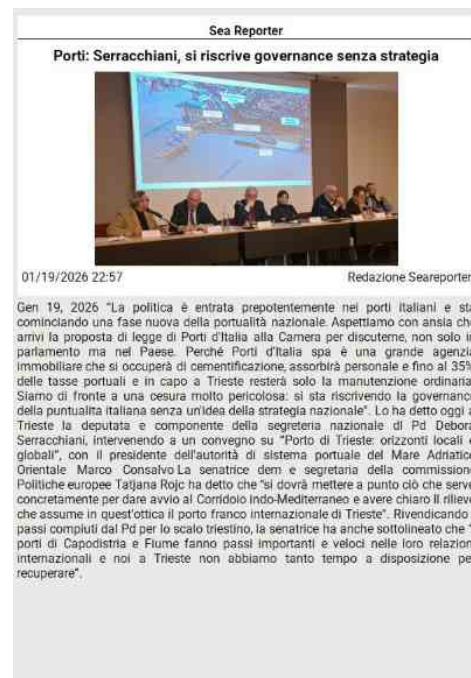 Sea Reporter
Porti: Serracchiani, si riscrive governance senza strategia
01/19/2026 22:57
Redazione Seareporter
Gen 19, 2026 "La politica è entrata prepotentemente nei porti italiani e sta
cominciando una fase nuova della portualità nazionale. Aspettiamo con ansia che
arrivi la proposta di legge di Porti d'Italia alla Camera per discuterne, non solo in
parlamento ma nel Paese. Perché Porti d'Italia spa è una grande agenzia
immobiliare che si occuperà di cementificazione, assorbirà personale e fino al 35%
delle tasse portuali e in capo a Trieste resterà solo la manutenzione ordinaria.
Siamo di fronte a una cesura molto pericolosa: si sta riscrivendo la governance
della puntualità italiana senza un'idea della strategia nazionale". Lo ha detto oggi a
Trieste la deputata e componente della segreteria nazionale dl Pd Debora
Serracchiani, intervenendo a un convegno su "Porto di Trieste: orizzonti locali e
globali", con il presidente dell'autorità di sistema portuale del Mare Adriatico
Orientale Marco Consalvo La senatrice dem e segretaria della commissione
Politiche europee Tatjana Rojc ha detto che "si dovrà mettere a punto ciò che serve
concretamente per dare avvio al Corridoio Indo-Mediterraneo e avere chiaro il rilievo
che assume in quest'ottica il porto franco internazionale di Trieste". Rivendicando i
passi compiuti dal Pd per lo scalo triestino, la senatrice ha anche sottolineato che "i
porti di Capodistria e Fiume fanno passi importanti e veloci nelle loro relazioni
internazionali e noi a Trieste non abbiamo tanto tempo a disposizione per
recuperare".